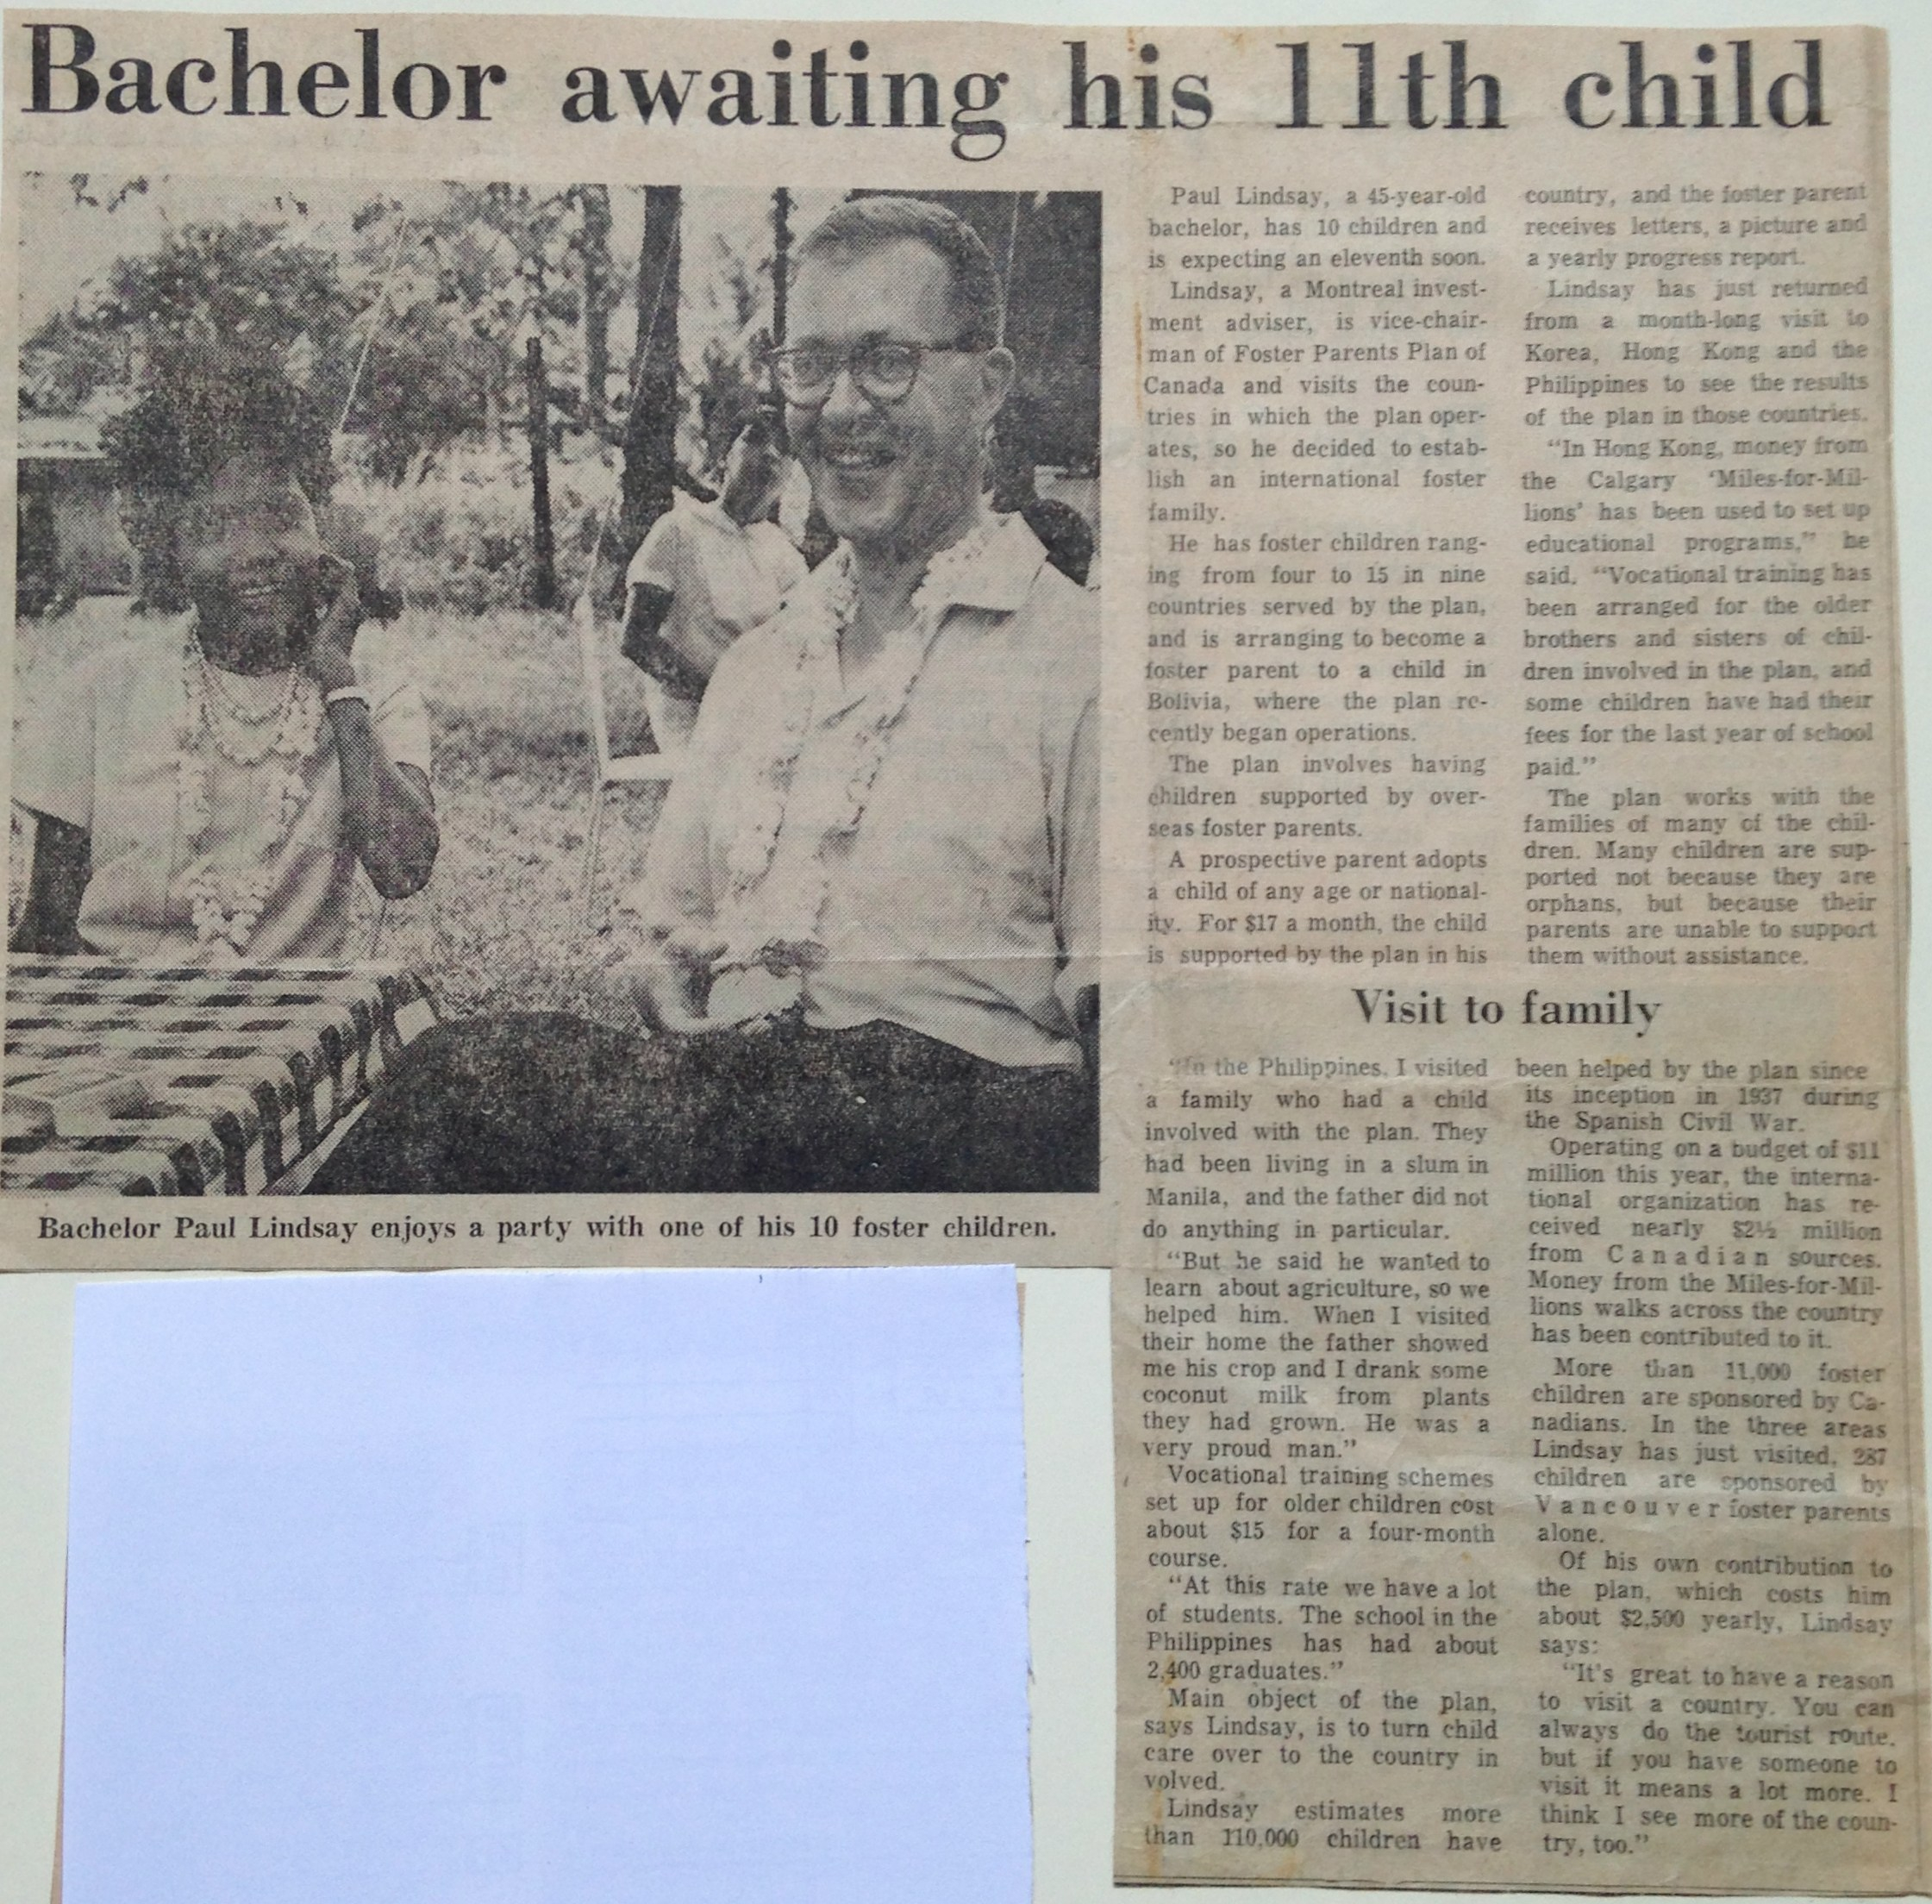 Bachelor awaiting his 11th child
Paul Lindsay, a 45-year-old
bachelor, has 10 children and
is expecting an eleventh soon.
Lindsay, a Montreal invest-
ment adviser, is vice-chair-
man of Foster Parents Plan of
Canada and visits the coun-
tries in which the plan oper-
ates, so he decided to estab-
lish an international foster
family.
He has foster children rang-
ing from four to 15 in nine
countries served by the plan,
and is arranging to become a
foster parent to a child in
Bolivia, where the plan re-
cently began operations.
The plan involves having
children supported by over-
seas foster parents.
A prospective parent adopts
a child of any age or national-
ity. For $17 a month, the child
is supported by the plan in his
country, and the foster parent
receives letters, a picture and
a yearly progress report.
Lindsay has just returned
from a month-long visit to
Korea, Hong Kong and the
Philippines to see the results
of the plan in those countries.
"In Hong Kong, money from
the Calgary 'Miles-for-Mil-
lions' has been used to set up
educational programs," he
said. "Vocational training has
been arranged for the older
brothers and sisters of chil-
dren involved in the plan, and
some children have had their
fees for the last year of school
paid."
The plan works with the
families of many of the chil-
dren. Many children are sup-
ported not because they are
orphans, but because their
parents are unable to support
them without assistance.
Visit to family
"In the Philippines, I visited
a family who had a child
involved with the plan. They
had been living in a slum in
Manila, and the father did not
do anything in particular.
"But he said he wanted to
learn about agriculture, so we
helped him. When I visited
their home the father showed
me his crop and I drank some
coconut milk from plants
they had grown. He was a
very proud man."
Vocational training schemes
set up for older children cost
about $15 for a four-month
course.
"At this rate we have a lot
of students. The school in the
Philippines has had about
2,400 graduates."
Main object of the plan,
says Lindsay, is to turn child
care over to the country in
volved.
Lindsay estimates more
than 110,000 children have
been helped by the plan since
its inception in 1937 during
the Spanish Civil War.
Operating on a budget of $11
million this year, the interna-
tional organization has re-
ceived nearly $2½ million
from Canadian sources.
Money from the Miles-for-Mil-
lions walks across the country
has been contributed to it.
More than 11,000 foster
children are sponsored by Ca-
nadians. In the three areas
Lindsay has just visited, 287
children are sponsored by
Vancouver foster parents
alone.
Of his own contribution to
the plan, which costs him
about $2,500 yearly, Lindsay
says:
"It's great to have a reason
to visit a country. You can
always do the tourist route,
but if you have someone to
visit it means a lot more. I
think I see more of the coun-
try, too."
Bachelor Paul Lindsay enjoys a party with one of his 10 foster children.